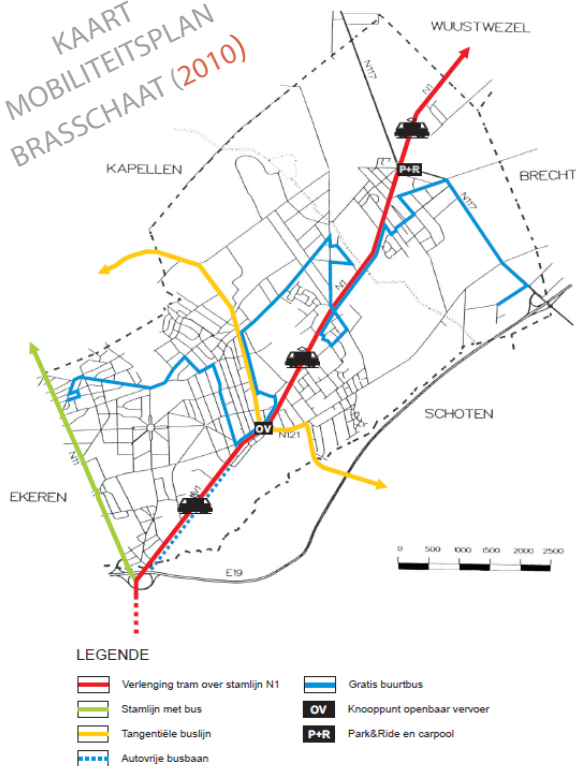 KAART
MOBILITEITSPLAN
BRASSCHAAT (2010)
WUUSTWEZEL
N117
N1
KAPELLEN
P+R
BRECHT
N117
N1
SCHOTEN
OV
N121
N11
EKEREN
N1
E19
0 500 1000 1500 2000 2500
LEGENDE
Verlenging tram over stamlijn N1
Gratis buurtbus
Stamlijn met bus
OV Knooppunt openbaar vervoer
Tangentiële buslijn
P+R Park&Ride en carpool
Autovrije busbaan